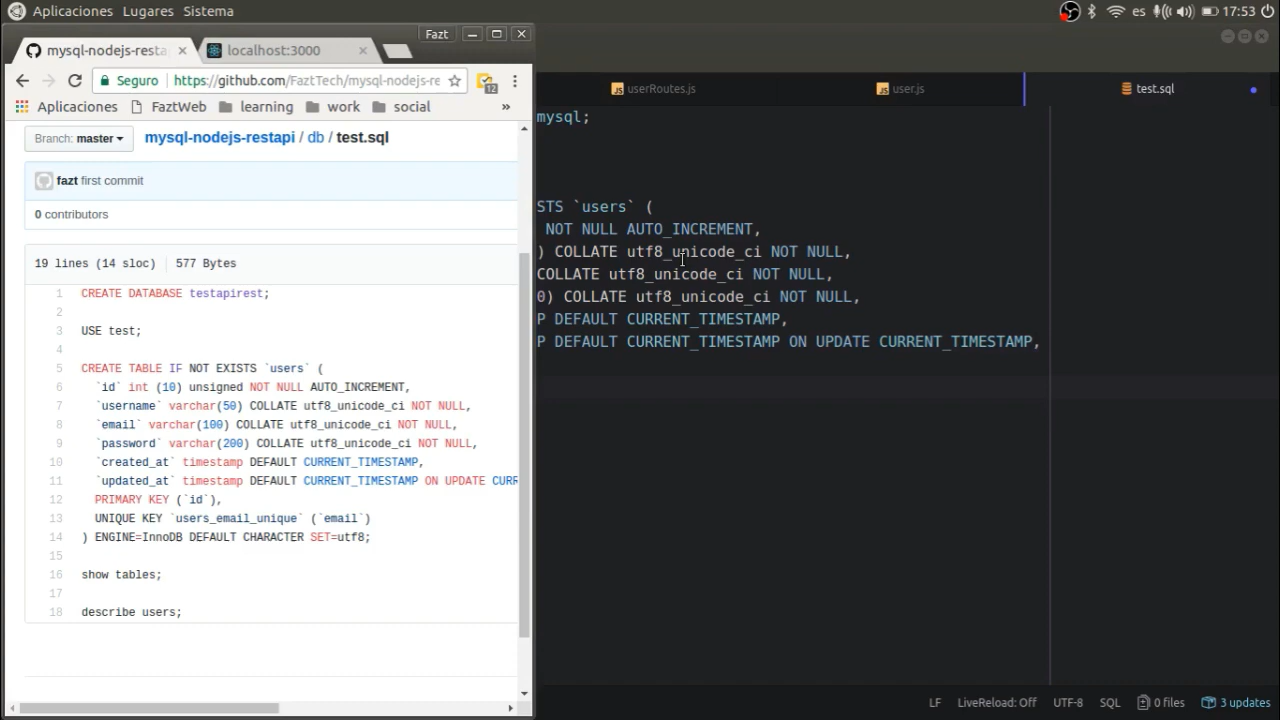 Aplicaciones Lugares Sistema
es 17:53
Fazt
mysql-nodejs-resta
localhost:3000
Seguro https://github.com/FaztTech/mysql-nodejs-re
12
Aplicaciones FaztWeb learning work social »
Branch: master mysql-nodejs-restapi / db / test.sql
fazt first commit
0 contributors
19 lines (14 sloc) 577 Bytes
1 CREATE DATABASE testapirest;
2
3 USE test;
4
5 CREATE TABLE IF NOT EXISTS `users` (
6 `id` int (10) unsigned NOT NULL AUTO_INCREMENT,
7 `username` varchar(50) COLLATE utf8_unicode_ci NOT NULL,
8 `email` varchar(100) COLLATE utf8_unicode_ci NOT NULL,
9 `password` varchar(200) COLLATE utf8_unicode_ci NOT NULL,
10 `created_at` timestamp DEFAULT CURRENT_TIMESTAMP,
11 `updated_at` timestamp DEFAULT CURRENT_TIMESTAMP ON UPDATE CURR
12 PRIMARY KEY (`id`),
13 UNIQUE KEY `users_email_unique` (`email`)
14 ) ENGINE=InnoDB DEFAULT CHARACTER SET=utf8;
15
16 show tables;
17
18 describe users;
userRoutes.js user.js test.sql
mysql;
STS `users` (
NOT NULL AUTO_INCREMENT,
) COLLATE utf8_unicode_ci NOT NULL,
COLLATE utf8_unicode_ci NOT NULL,
0) COLLATE utf8_unicode_ci NOT NULL,
P DEFAULT CURRENT_TIMESTAMP,
P DEFAULT CURRENT_TIMESTAMP ON UPDATE CURRENT_TIMESTAMP,
LF LiveReload: Off UTF-8 SQL 0 files 3 updates